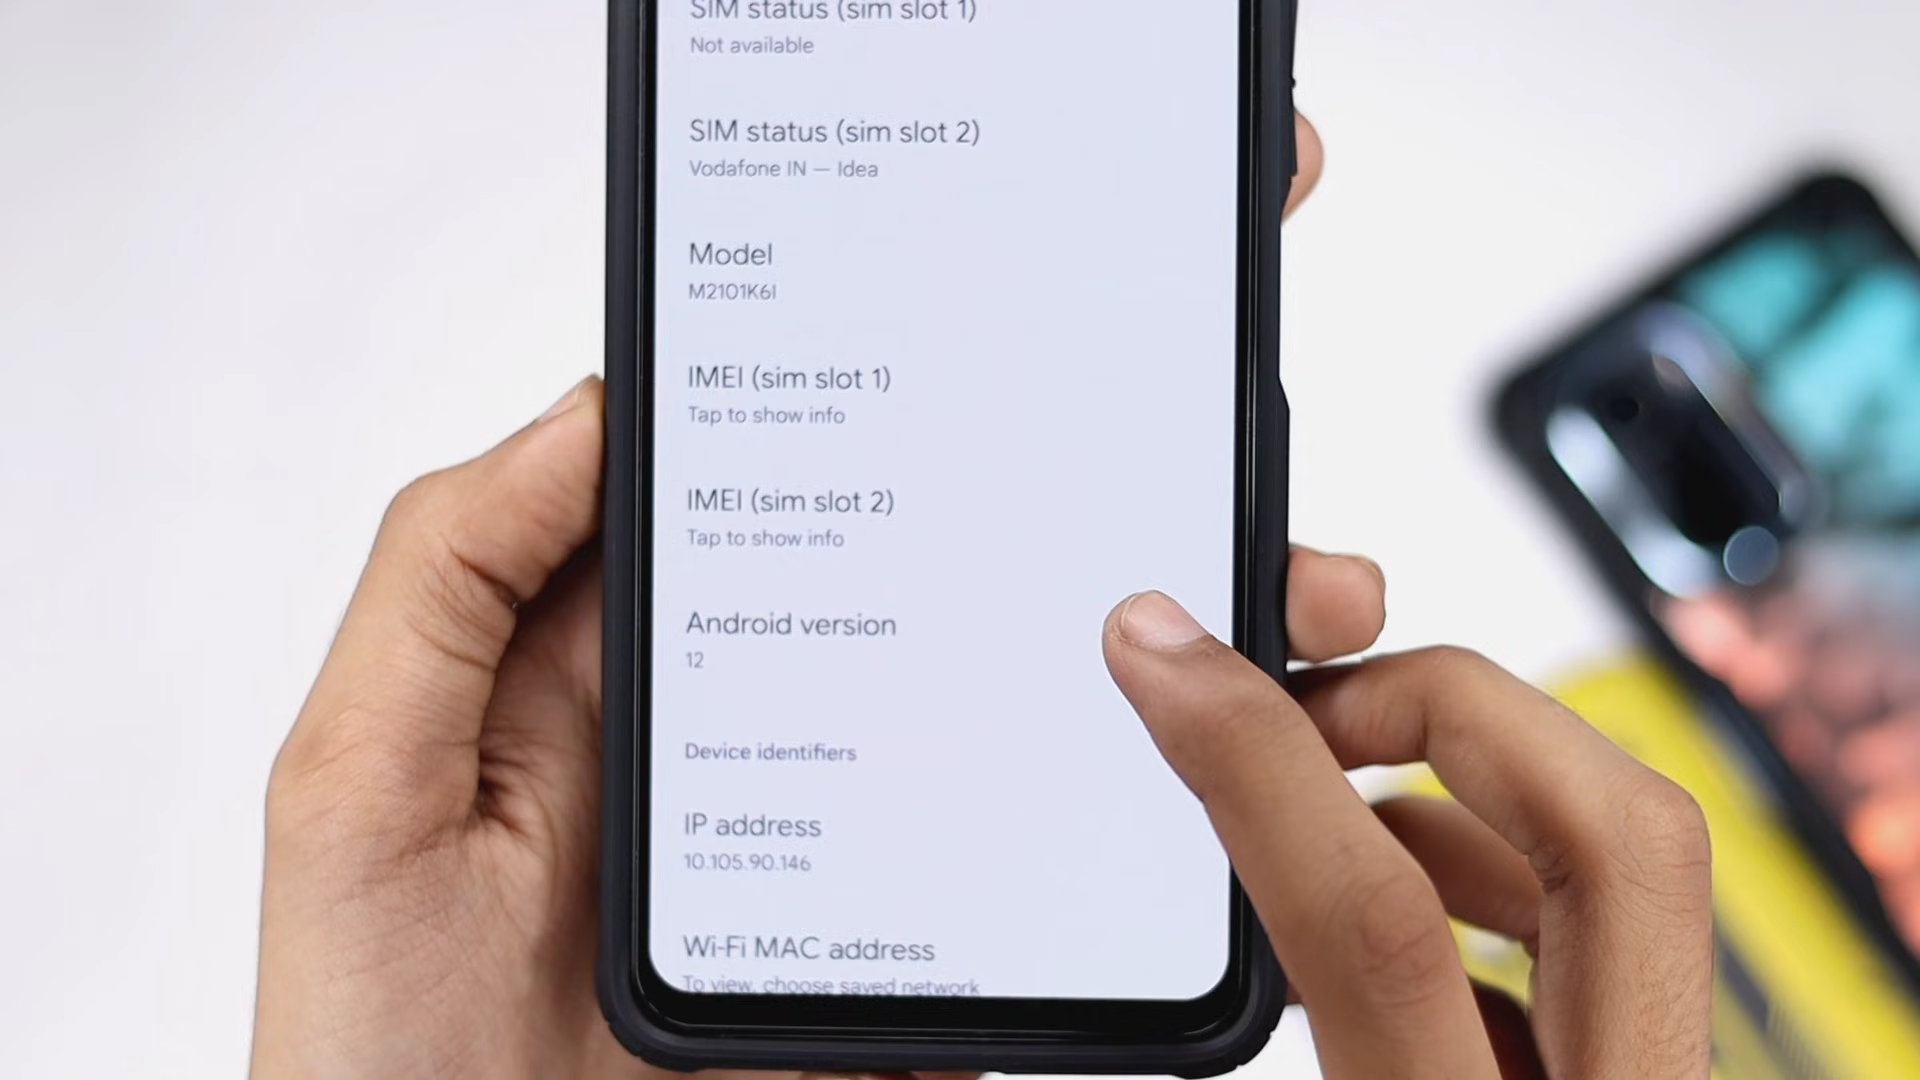 SIM status (sim slot 1)
Not available
SIM status (sim slot 2)
Vodafone IN — Idea
Model
M2101K6I
IMEI (sim slot 1)
Tap to show info
IMEI (sim slot 2)
Tap to show info
Android version
12
Device identifiers
IP address
10.105.90.146
Wi-Fi MAC address
To view, choose saved network